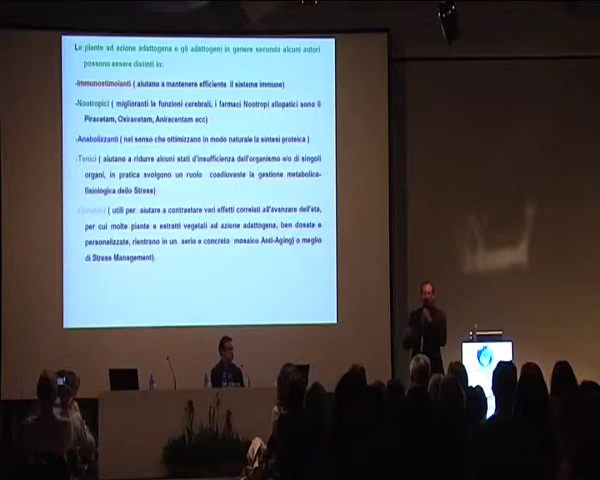 Le piante ad azione adattogena e gli adattogeni in genere secondo alcuni autori
possono essere distinti in:
-Immunostimolanti ( aiutano a mantenere efficiente il sistema immune)
-Nootropici ( miglioranti le funzioni cerebrali, i farmaci Nootropi allopatici sono il
Piracetam, Oxiracetam, Aniracentam ecc)
-Anabolizzanti ( nel senso che ottimizzano in modo naturale la sintesi proteica )
-Tonici ( aiutano a ridurre alcuni stati d'insufficienza dell'organismo e/o di singoli
organi, in pratica svolgono un ruolo coadiuvante la gestione metabolica-
fisiologica dello Stress)
( utili per aiutare a contrastare vari effetti correlati all'avanzare dell'età,
per cui molte piante e estratti vegetali ad azione adattogena, ben dosate e
personalizzate, rientrano in un serio e concreto mosaico Anti-Aging) o meglio
di Stress Management).